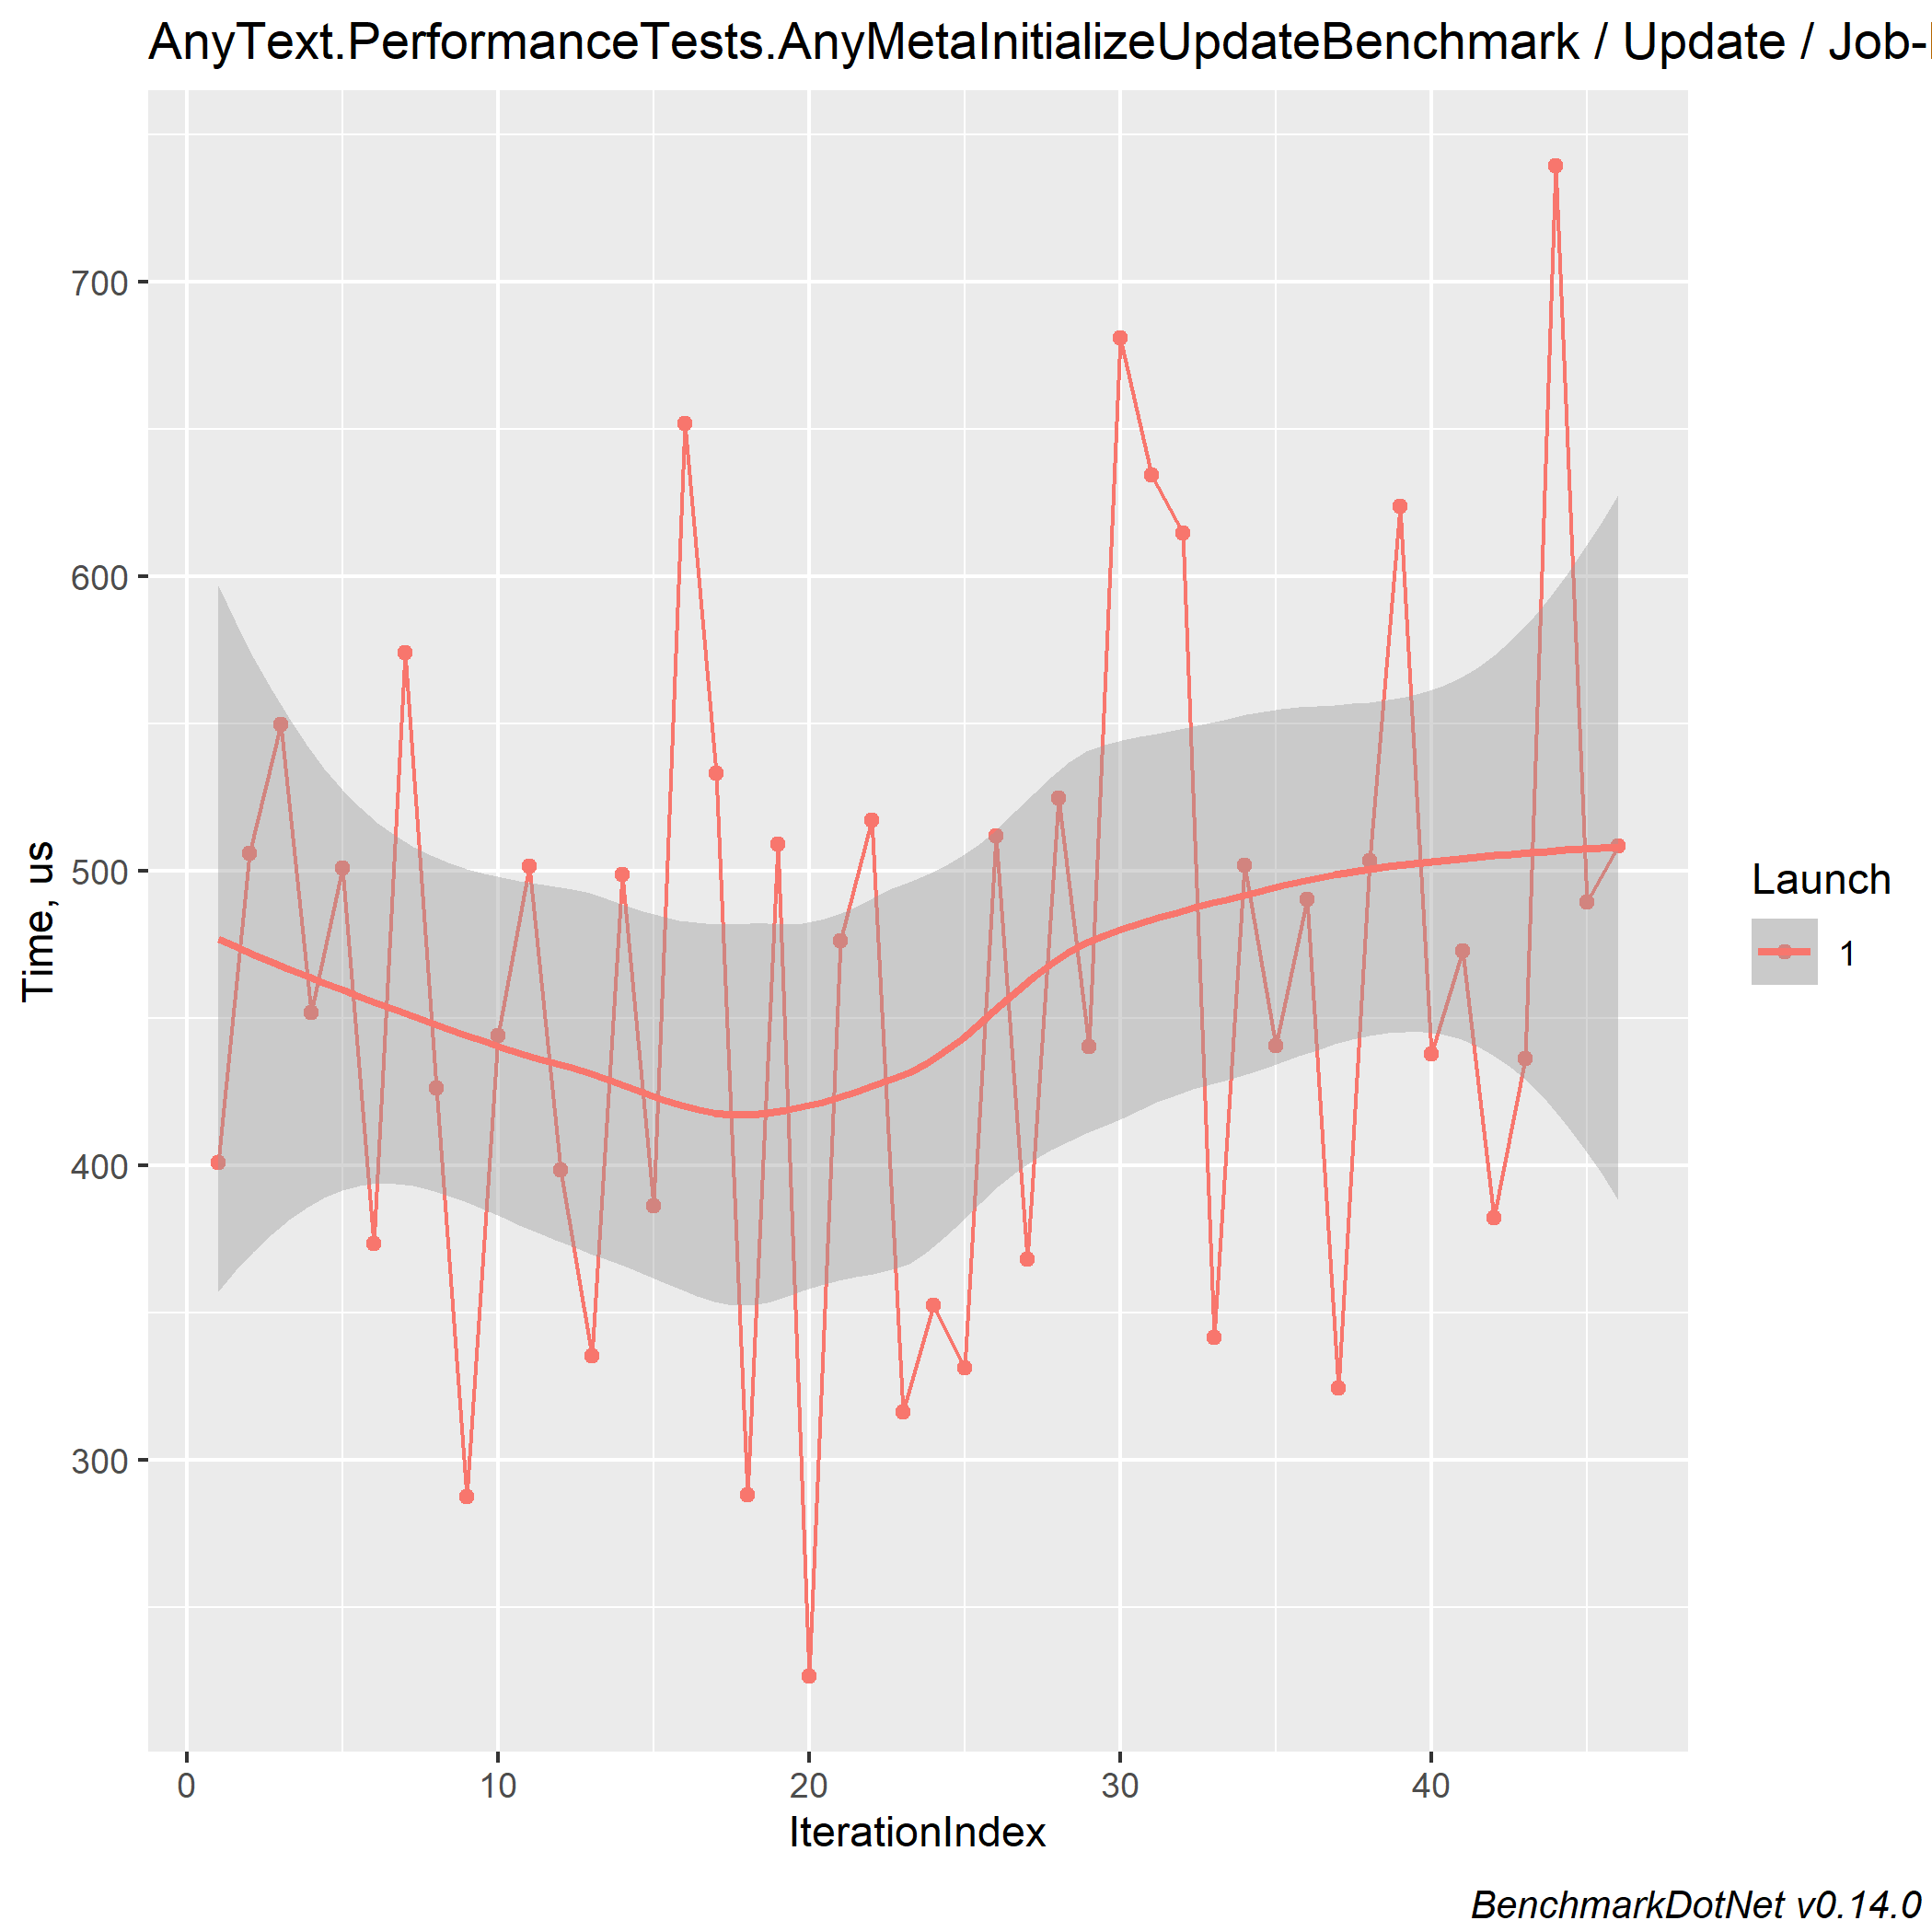 AnyText.PerformanceTests.AnyMetaInitializeUpdateBenchmark / Update / Job-
700
600
500
400
300
Time, us
0 10 20 30 40
IterationIndex
Launch
1
BenchmarkDotNet v0.14.0